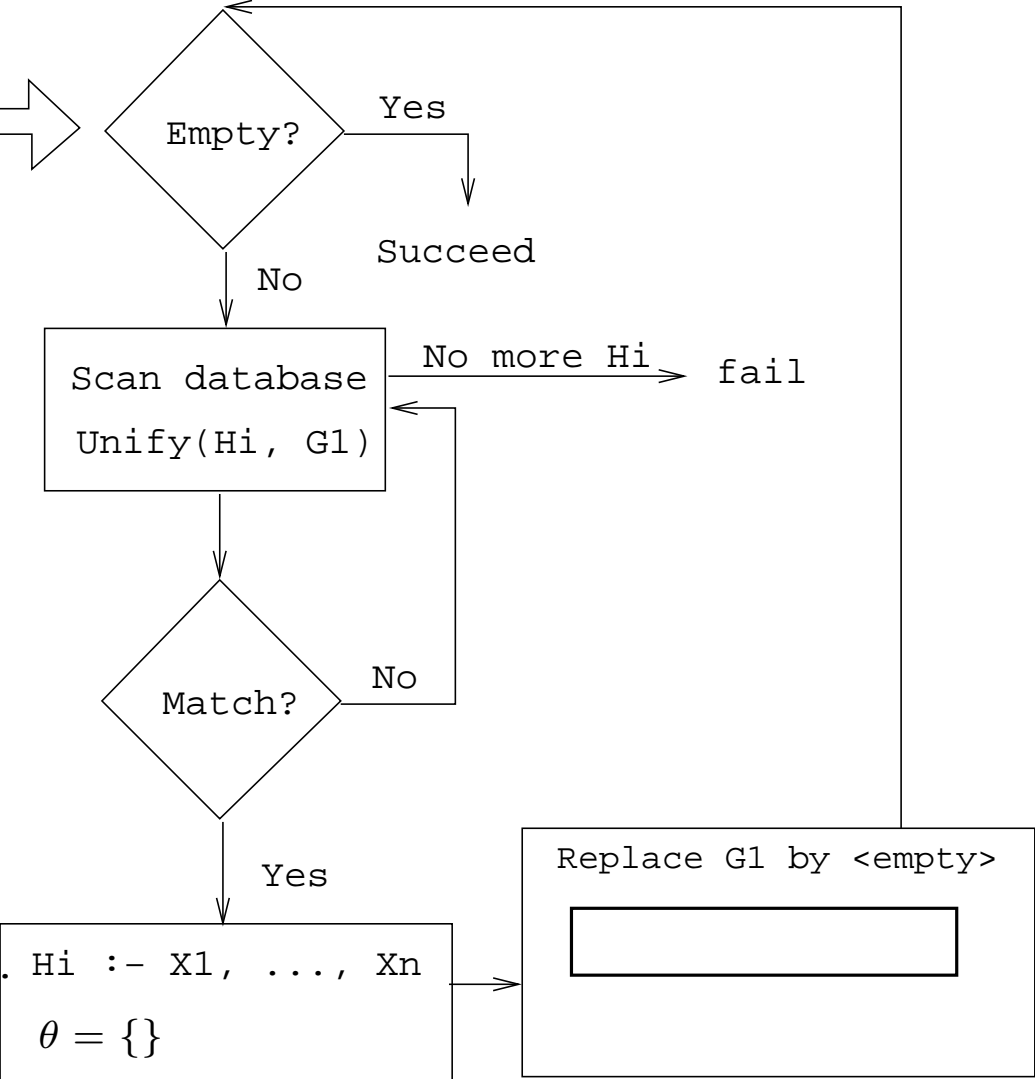 Yes
Empty?
Succeed
No
No more Hi
fail
Scan database
Unify(Hi, G1)
No
Match?
Replace G1 by <empty>
Yes
. Hi :- X1, ..., Xn
θ = {}